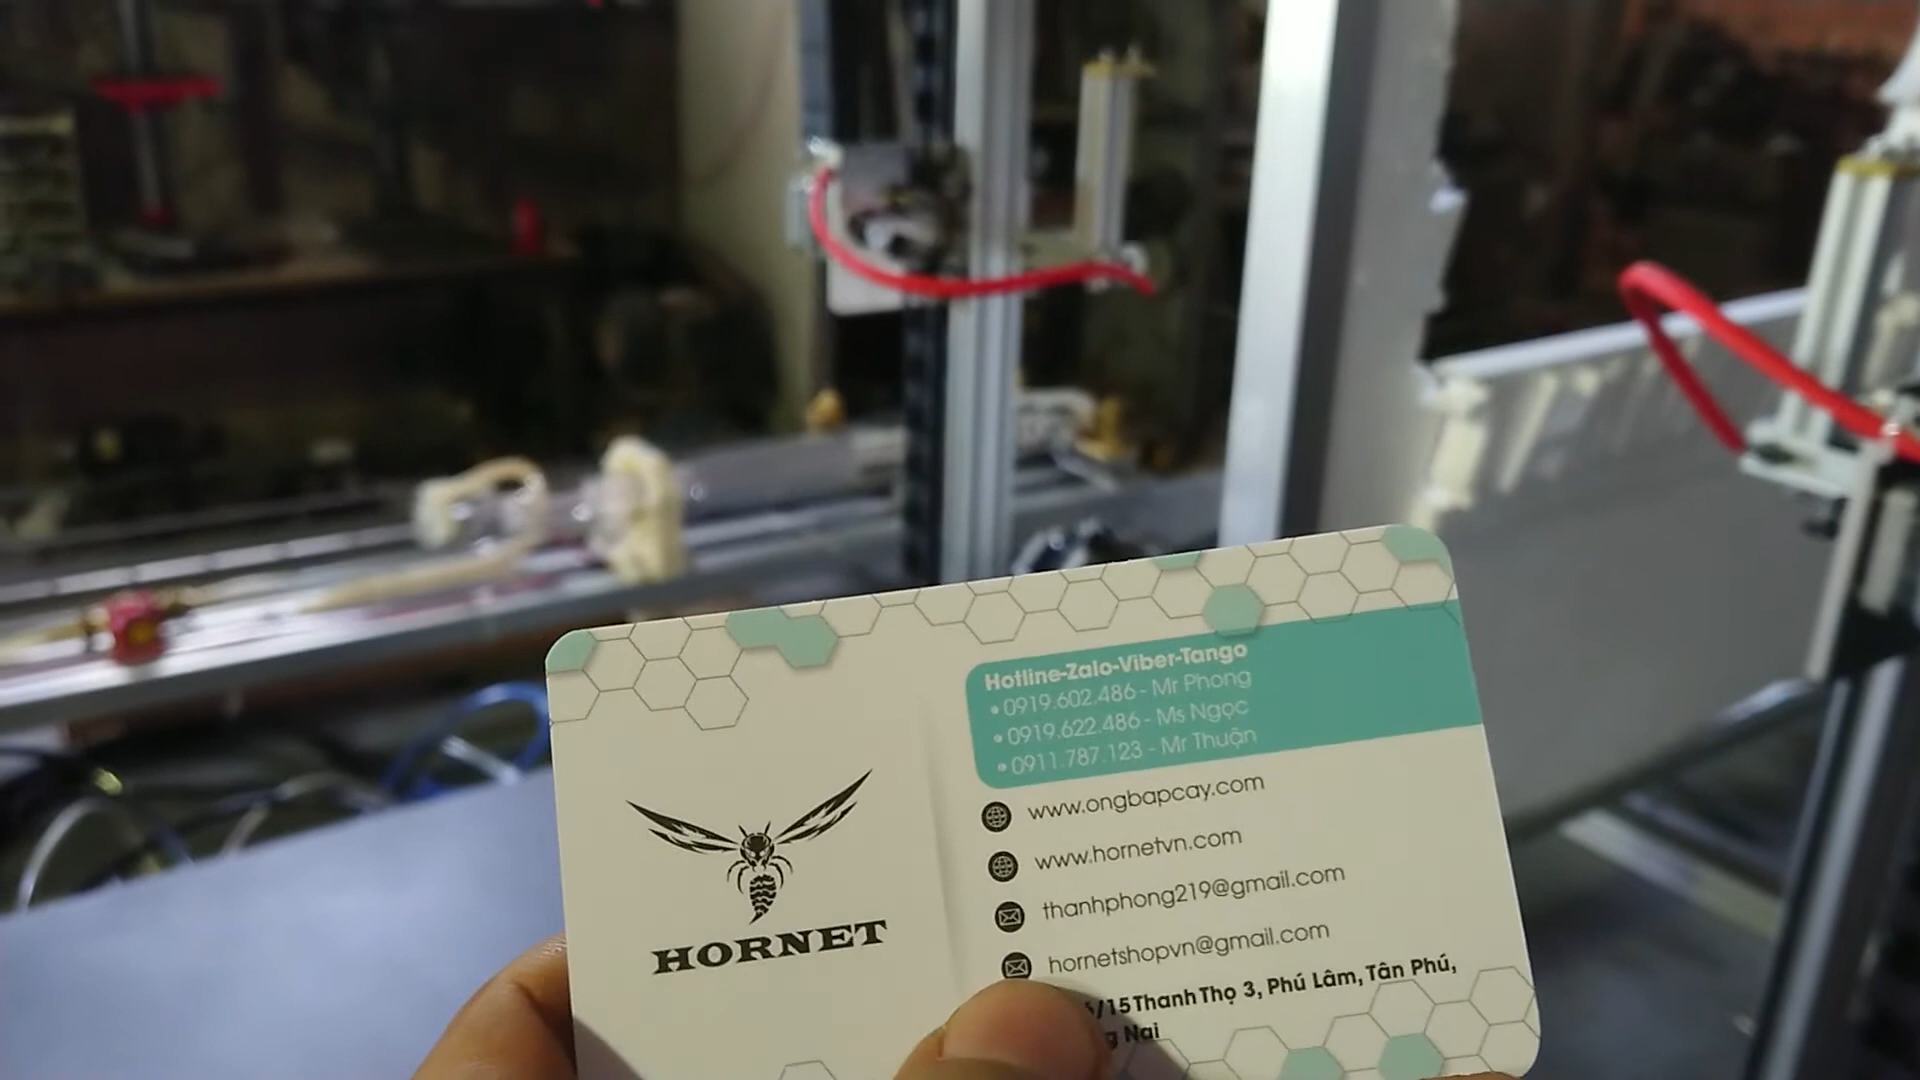 HORNET
Hotline-Zalo-Viber-Tango
• 0919.602.486 - Mr Phong
• 0919.622.486 - Ms Ngọc
• 0911.787.123 - Mr Thuận
www.ongbapcay.com
www.hornetvn.com
thanhphong219@gmail.com
hornetshopvn@gmail.com
/15 Thanh Thọ 3, Phú Lâm, Tân Phú,
Nai